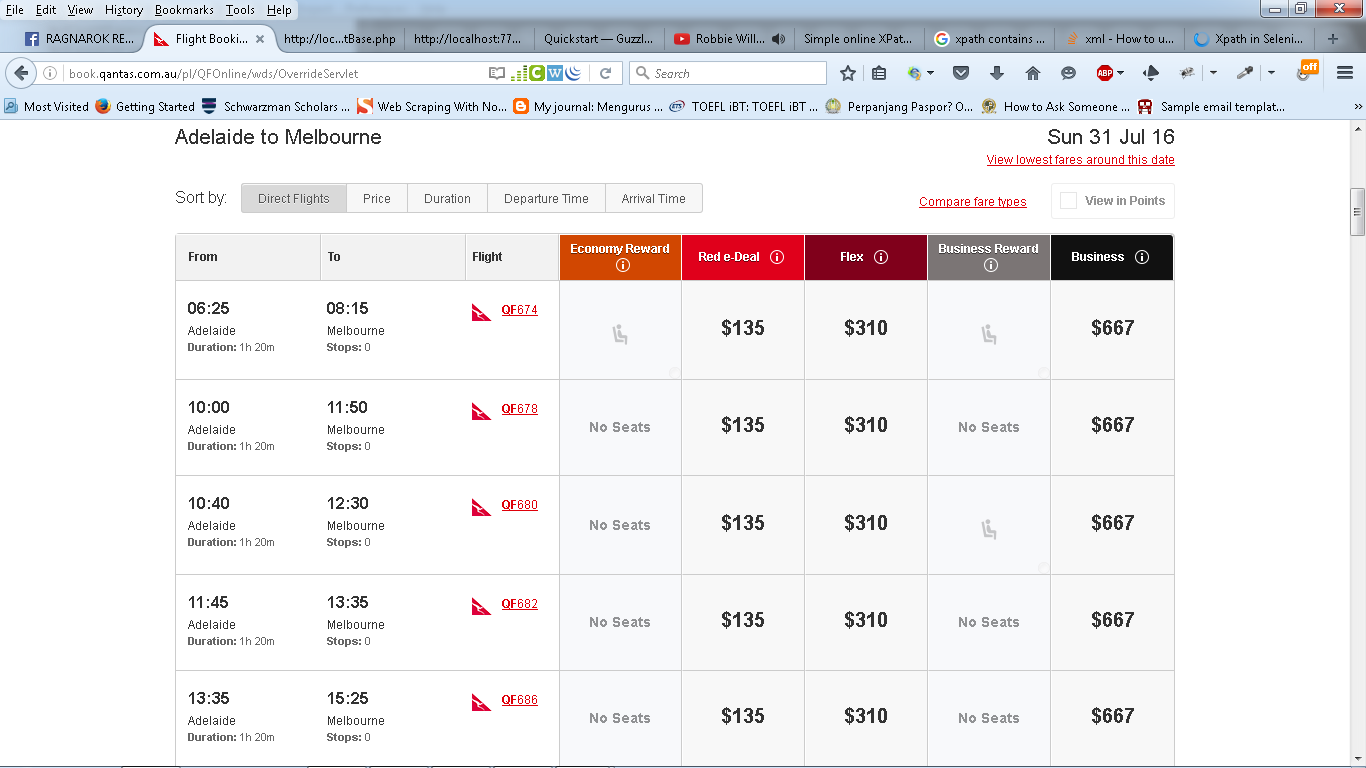 File Edit View History Bookmarks Tools Help
RAGNAROK RE... Flight Booki... http://loc...tBase.php http://localhost:77... Quickstart — Guzzl... Robbie Will... Simple online XPat... xpath contains ... xml - How to u... Xpath in Seleni...
book.qantas.com.au/pl/QFOnline/wds/OverrideServlet Search ABP off
Most Visited Getting Started Schwarzman Scholars ... Web Scraping With No... My journal: Mengurus ... TOEFL iBT: TOEFL iBT ... Perpanjang Paspor? O... How to Ask Someone ... Sample email templat...
Adelaide to Melbourne Sun 31 Jul 16
View lowest fares around this date
Sort by: Direct Flights Price Duration Departure Time Arrival Time Compare fare types View in Points
From To Flight Economy Reward Red e-Deal Flex Business Reward Business
06:25 08:15 QF674 $135 $310 $667
Adelaide Melbourne
Duration: 1h 20m Stops: 0
10:00 11:50 QF678 No Seats $135 $310 No Seats $667
Adelaide Melbourne
Duration: 1h 20m Stops: 0
10:40 12:30 QF680 No Seats $135 $310 $667
Adelaide Melbourne
Duration: 1h 20m Stops: 0
11:45 13:35 QF682 No Seats $135 $310 No Seats $667
Adelaide Melbourne
Duration: 1h 20m Stops: 0
13:35 15:25 QF686 No Seats $135 $310 No Seats $667
Adelaide Melbourne
Duration: 1h 20m Stops: 0